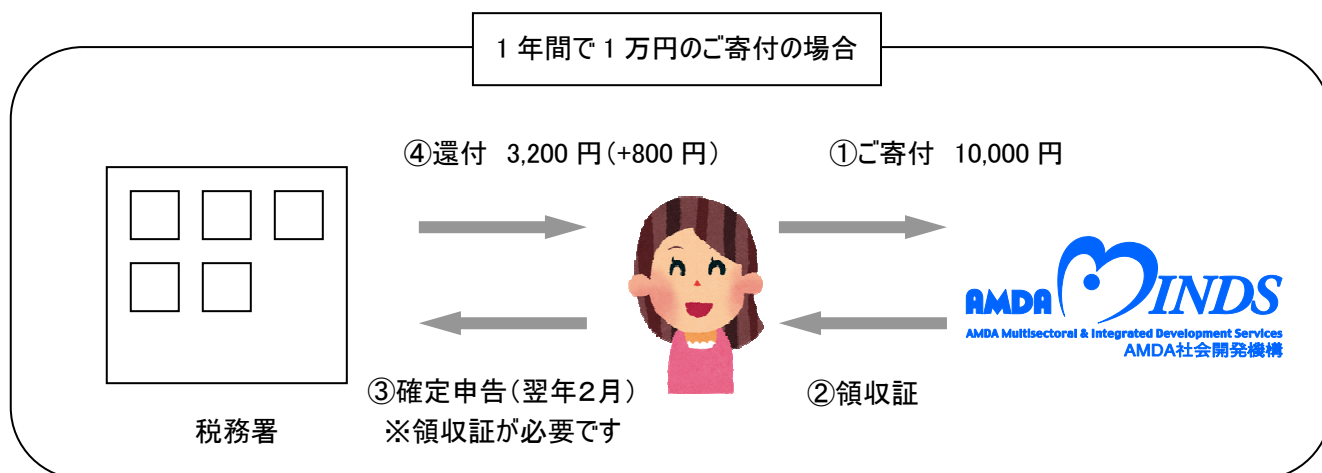 1 年間で 1 万円のご寄付の場合
④還付 3,200 円(+800 円)
①ご寄付 10,000 円
AMDA MINDS
AMDA Multisectoral & Integrated Development Services
AMDA社会開発機構
③確定申告(翌年2月)
※領収証が必要です
②領収証
税務署